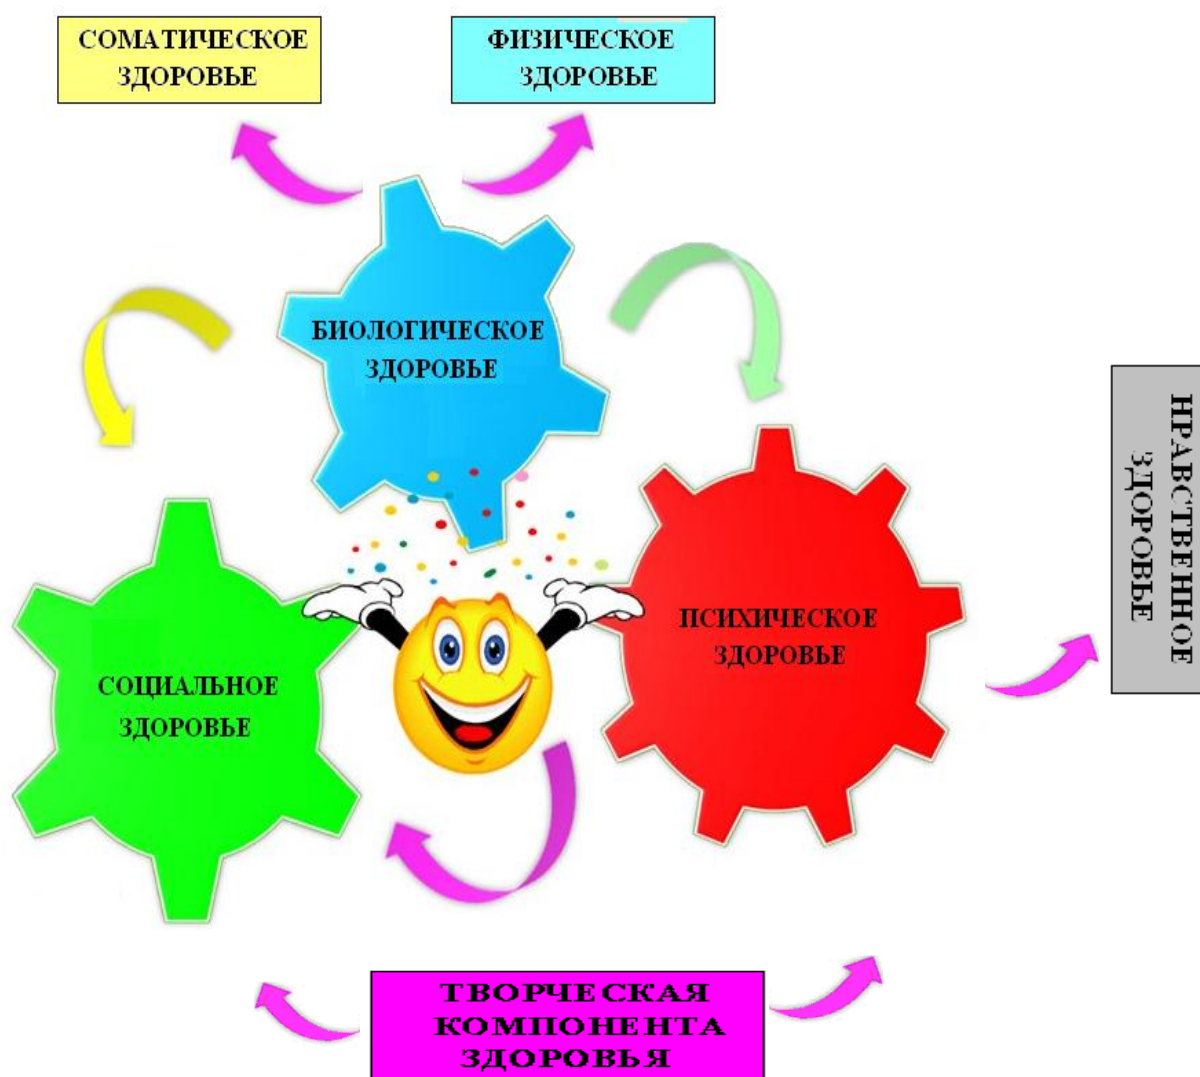 СОМАТИЧЕСКОЕ
ЗДОРОВЬЕ
ФИЗИЧЕСКОЕ
ЗДОРОВЬЕ
БИОЛОГИЧЕСКОЕ
ЗДОРОВЬЕ
НРАВСТВЕННОЕ
ЗДОРОВЬЕ
ПСИХИЧЕСКОЕ
ЗДОРОВЬЕ
СОЦИАЛЬНОЕ
ЗДОРОВЬЕ
ТВОРЧЕСКАЯ
КОМПОНЕНТА
ЗДОРОВЬЯ